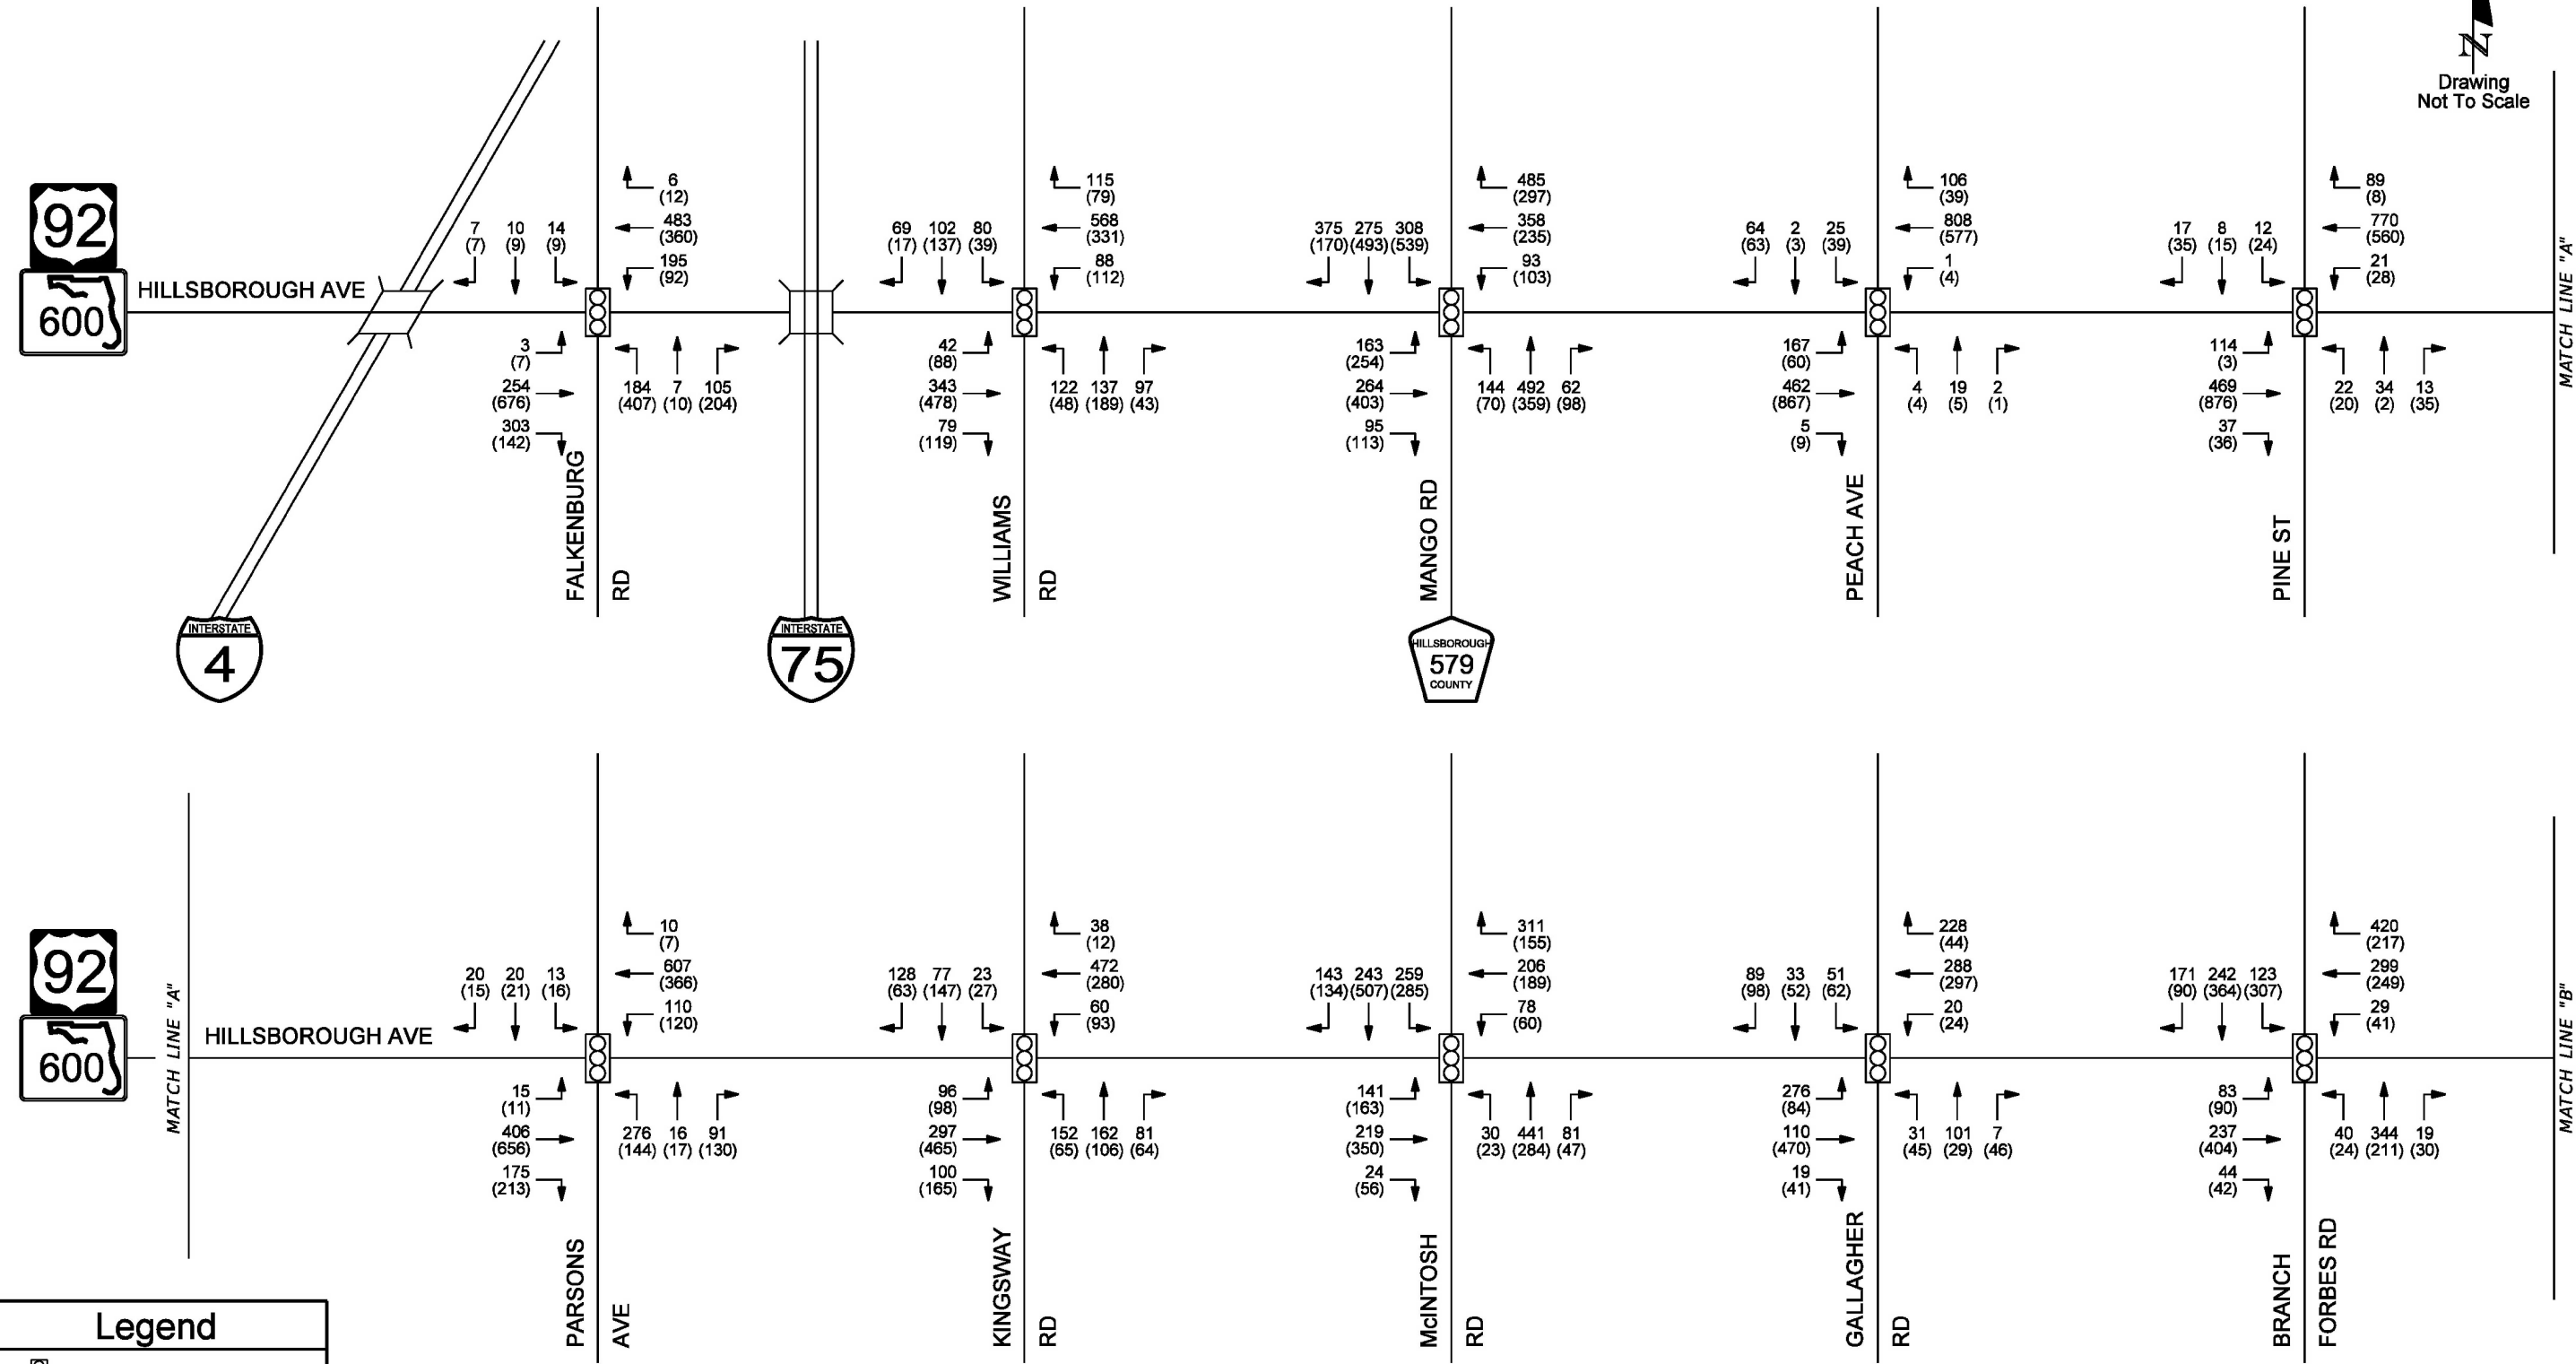 N
Drawing
Not To Scale
92
600
HILLSBOROUGH AVE
7 10 14
(7) (9) (9)
6
(12)
483
(360)
195
(92)
3
(7)
254
(676)
303
(142)
184 7 105
(407) (10) (204)
FALKENBURG
RD
INTERSTATE
4
INTERSTATE
75
69 102 80
(17) (137) (39)
115
(79)
568
(331)
88
(112)
42
(88)
343
(478)
79
(119)
122 137 97
(48) (189) (43)
WILLIAMS
RD
375 275 308
(170) (493) (539)
485
(297)
358
(235)
93
(103)
163
(254)
264
(403)
95
(113)
144 492 62
(70) (359) (98)
MANGO RD
HILLSBOROUGH
579
COUNTY
64 2 25
(63) (3) (39)
106
(39)
808
(577)
1
(4)
167
(60)
462
(867)
5
(9)
4 19 2
(4) (5) (1)
PEACH AVE
17 8 12
(35) (15) (24)
89
(8)
770
(560)
21
(28)
114
(3)
469
(876)
37
(36)
22 34 13
(20) (2) (35)
PINE ST
MATCH LINE "A"
92
600
MATCH LINE "A"
HILLSBOROUGH AVE
20 20 13
(15) (21) (16)
10
(7)
607
(366)
110
(120)
15
(11)
406
(656)
175
(213)
276 16 91
(144) (17) (130)
PARSONS
AVE
128 77 23
(63) (147) (27)
38
(12)
472
(280)
60
(93)
96
(98)
297
(465)
100
(165)
152 162 81
(65) (106) (64)
KINGSWAY
RD
143 243 259
(134) (507) (285)
311
(155)
206
(189)
78
(60)
141
(163)
219
(350)
24
(56)
30 441 81
(23) (284) (47)
McINTOSH
RD
89 33 51
(98) (52) (62)
228
(44)
288
(297)
20
(24)
276
(84)
110
(470)
19
(41)
31 101 7
(45) (29) (46)
GALLAGHER
RD
171 242 123
(90) (364) (307)
420
(217)
299
(249)
29
(41)
83
(90)
237
(404)
44
(42)
40 344 19
(24) (211) (30)
BRANCH
FORBES RD
MATCH LINE "B"
Legend